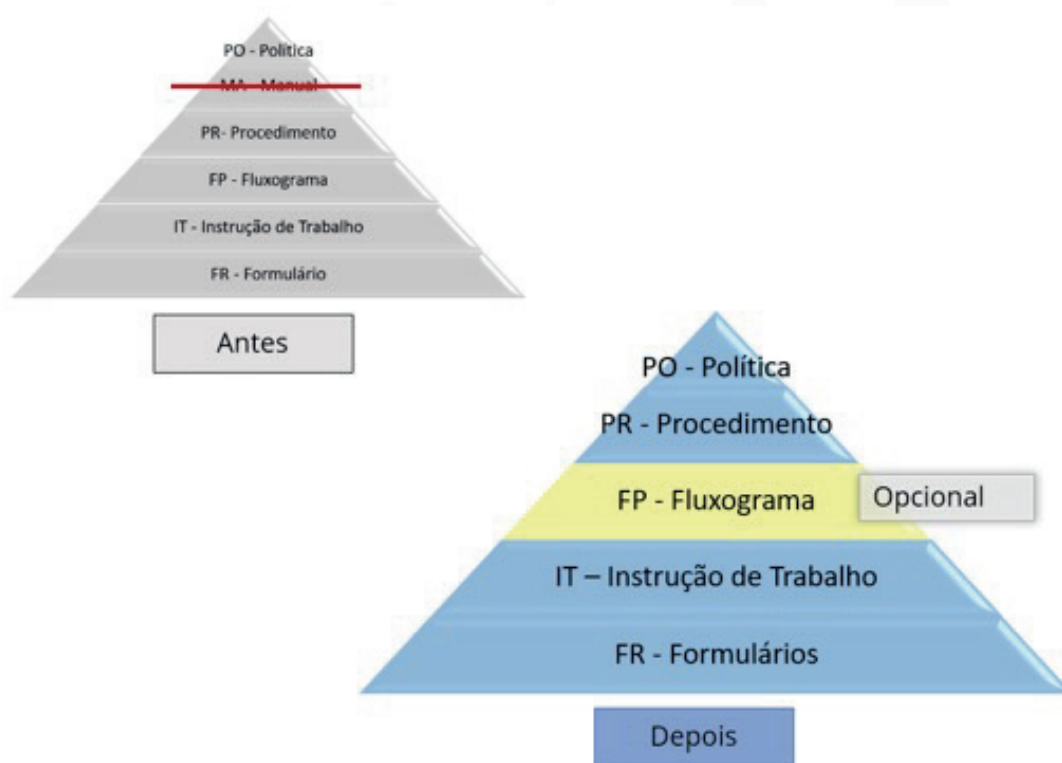 PO - Política
MA - Manual
PR- Procedimento
FP - Fluxograma
IT - Instrução de Trabalho
FR - Formulário
Antes
PO - Política
PR - Procedimento
FP - Fluxograma
Opcional
IT – Instrução de Trabalho
FR - Formulários
Depois